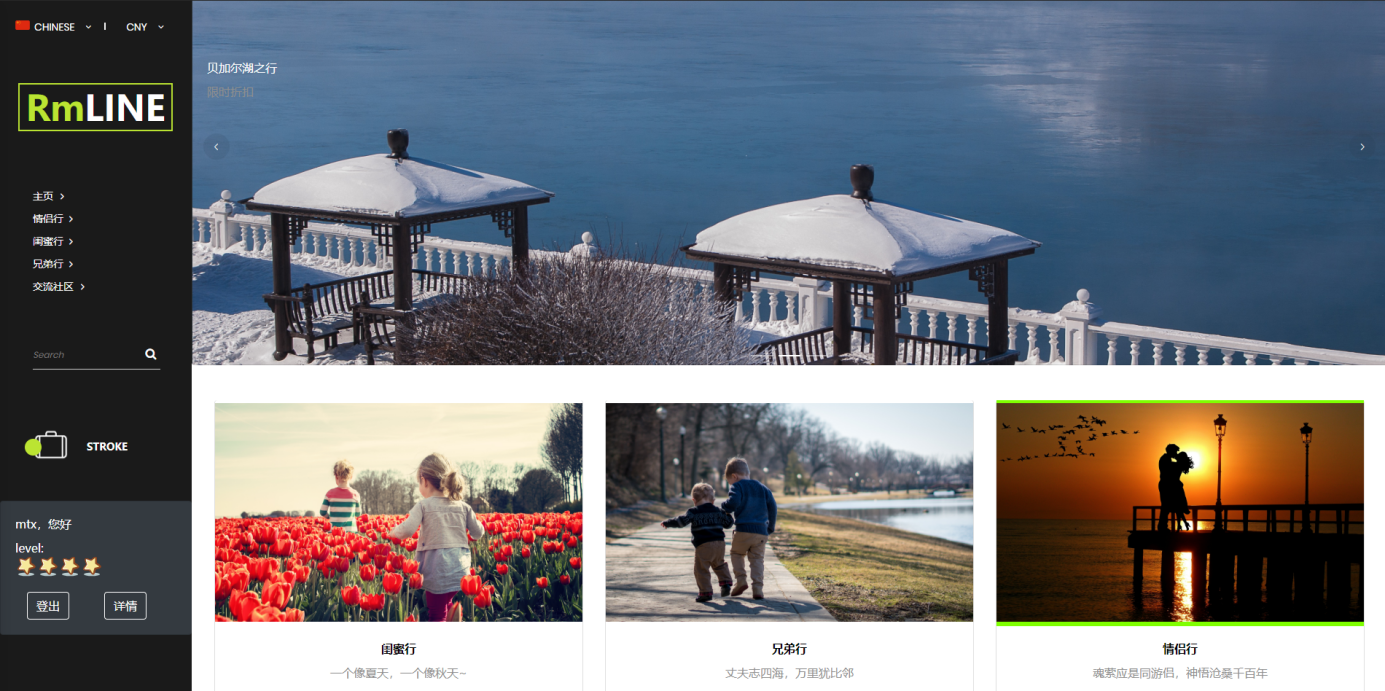 CHINESE | CNY
RmLINE
主页
情侣行
闺蜜行
兄弟行
交流社区
Search
STROKE
mtx，您好
level:
登出 详情
贝加尔湖之行
限时折扣
闺蜜行
一个像夏天，一个像秋天~
兄弟行
丈夫志四海，万里犹比邻
情侣行
魂萦应是同游侣，神悟沧桑千百年